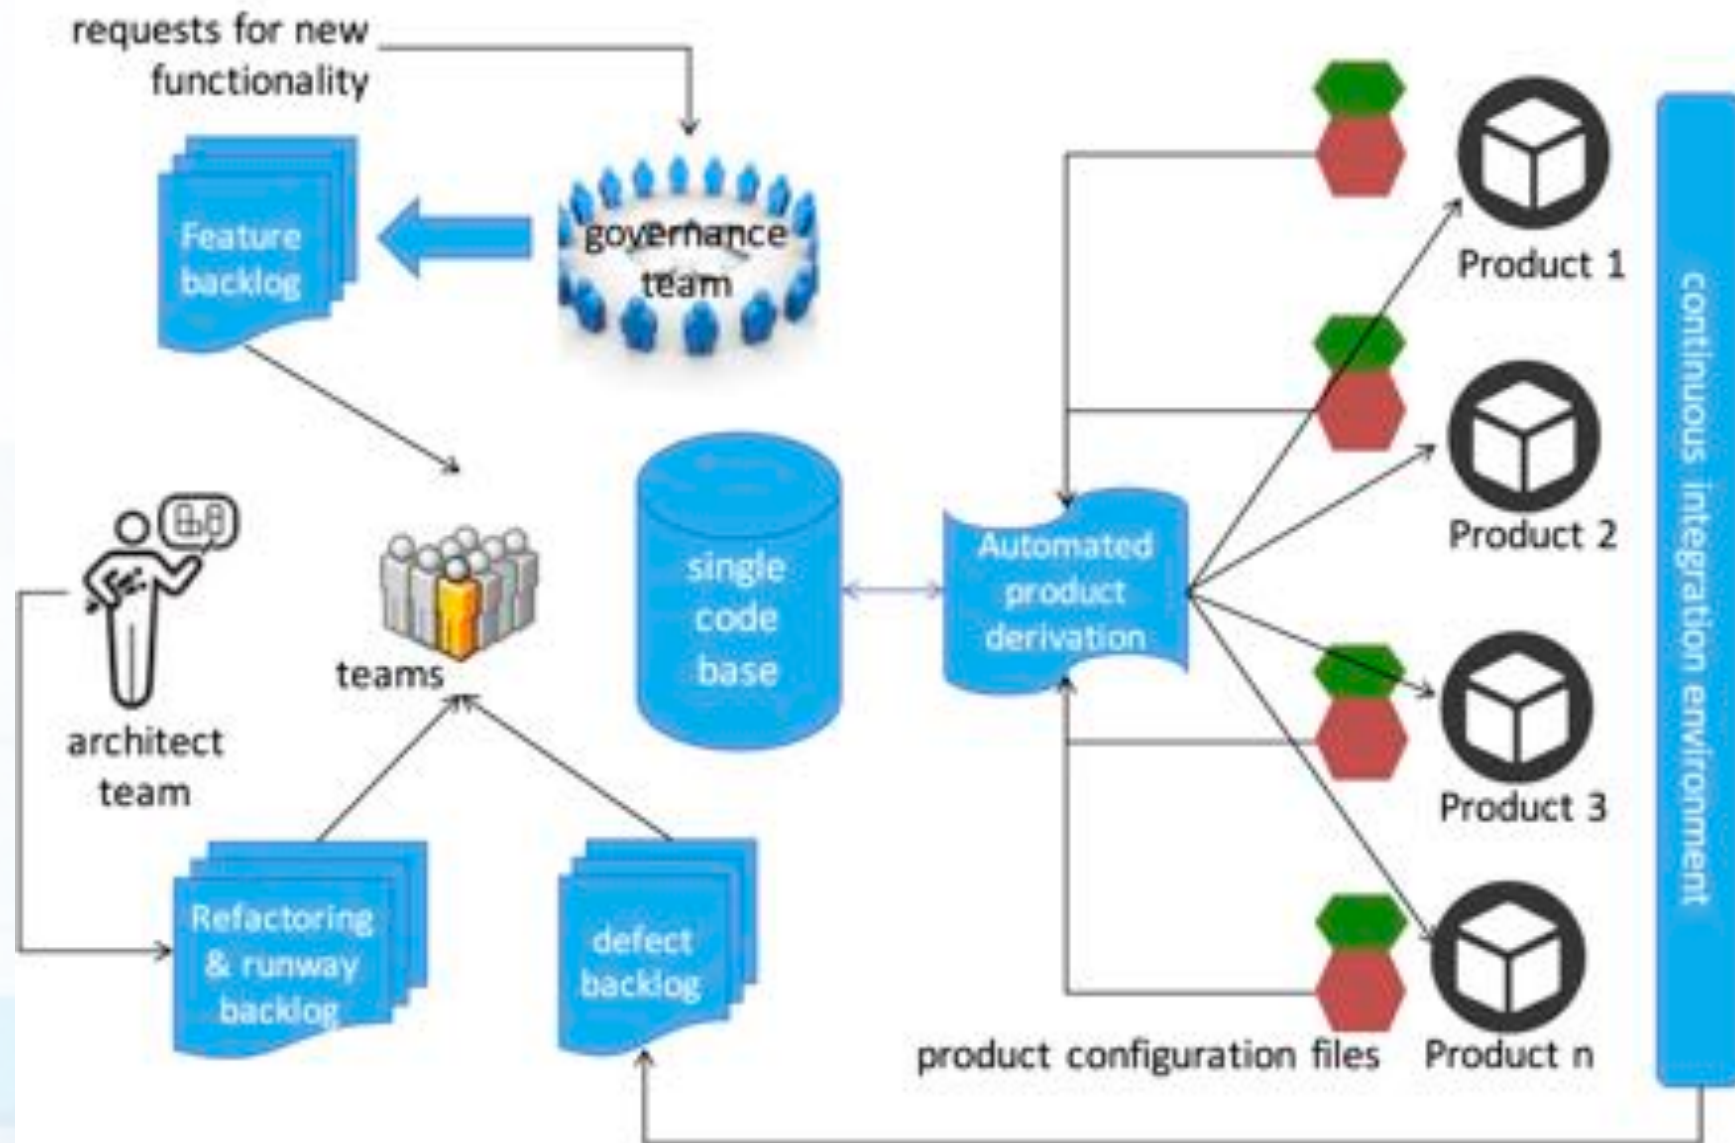 requests for new
functionality
Feature
backlog
governance
team
Product 1
Product 2
continuous integration environment
single
code
base
Automated
product
derivation
teams
architect
team
Product 3
Refactoring
& runway
backlog
defect
backlog
product configuration files
Product n